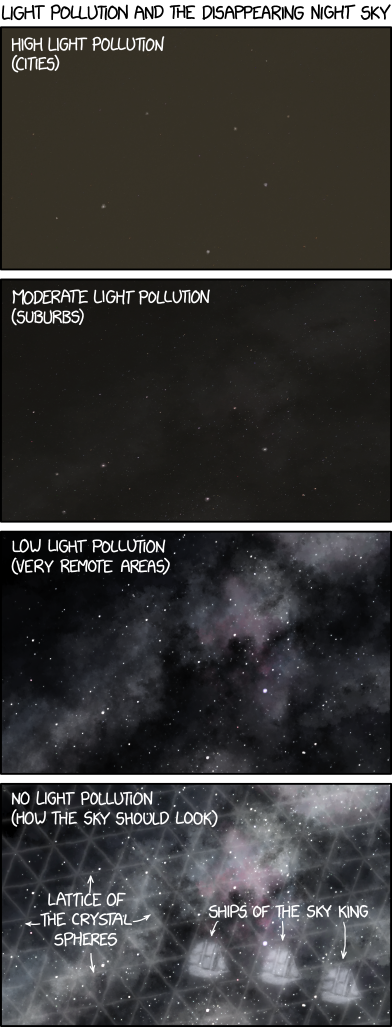 LIGHT POLLUTION AND THE DISAPPEARING NIGHT SKY
HIGH LIGHT POLLUTION
(CITIES)
MODERATE LIGHT POLLUTION
(SUBURBS)
LOW LIGHT POLLUTION
(VERY REMOTE AREAS)
NO LIGHT POLLUTION
(HOW THE SKY SHOULD LOOK)
LATTICE OF
THE CRYSTAL
SPHERES
SHIPS OF THE SKY KING